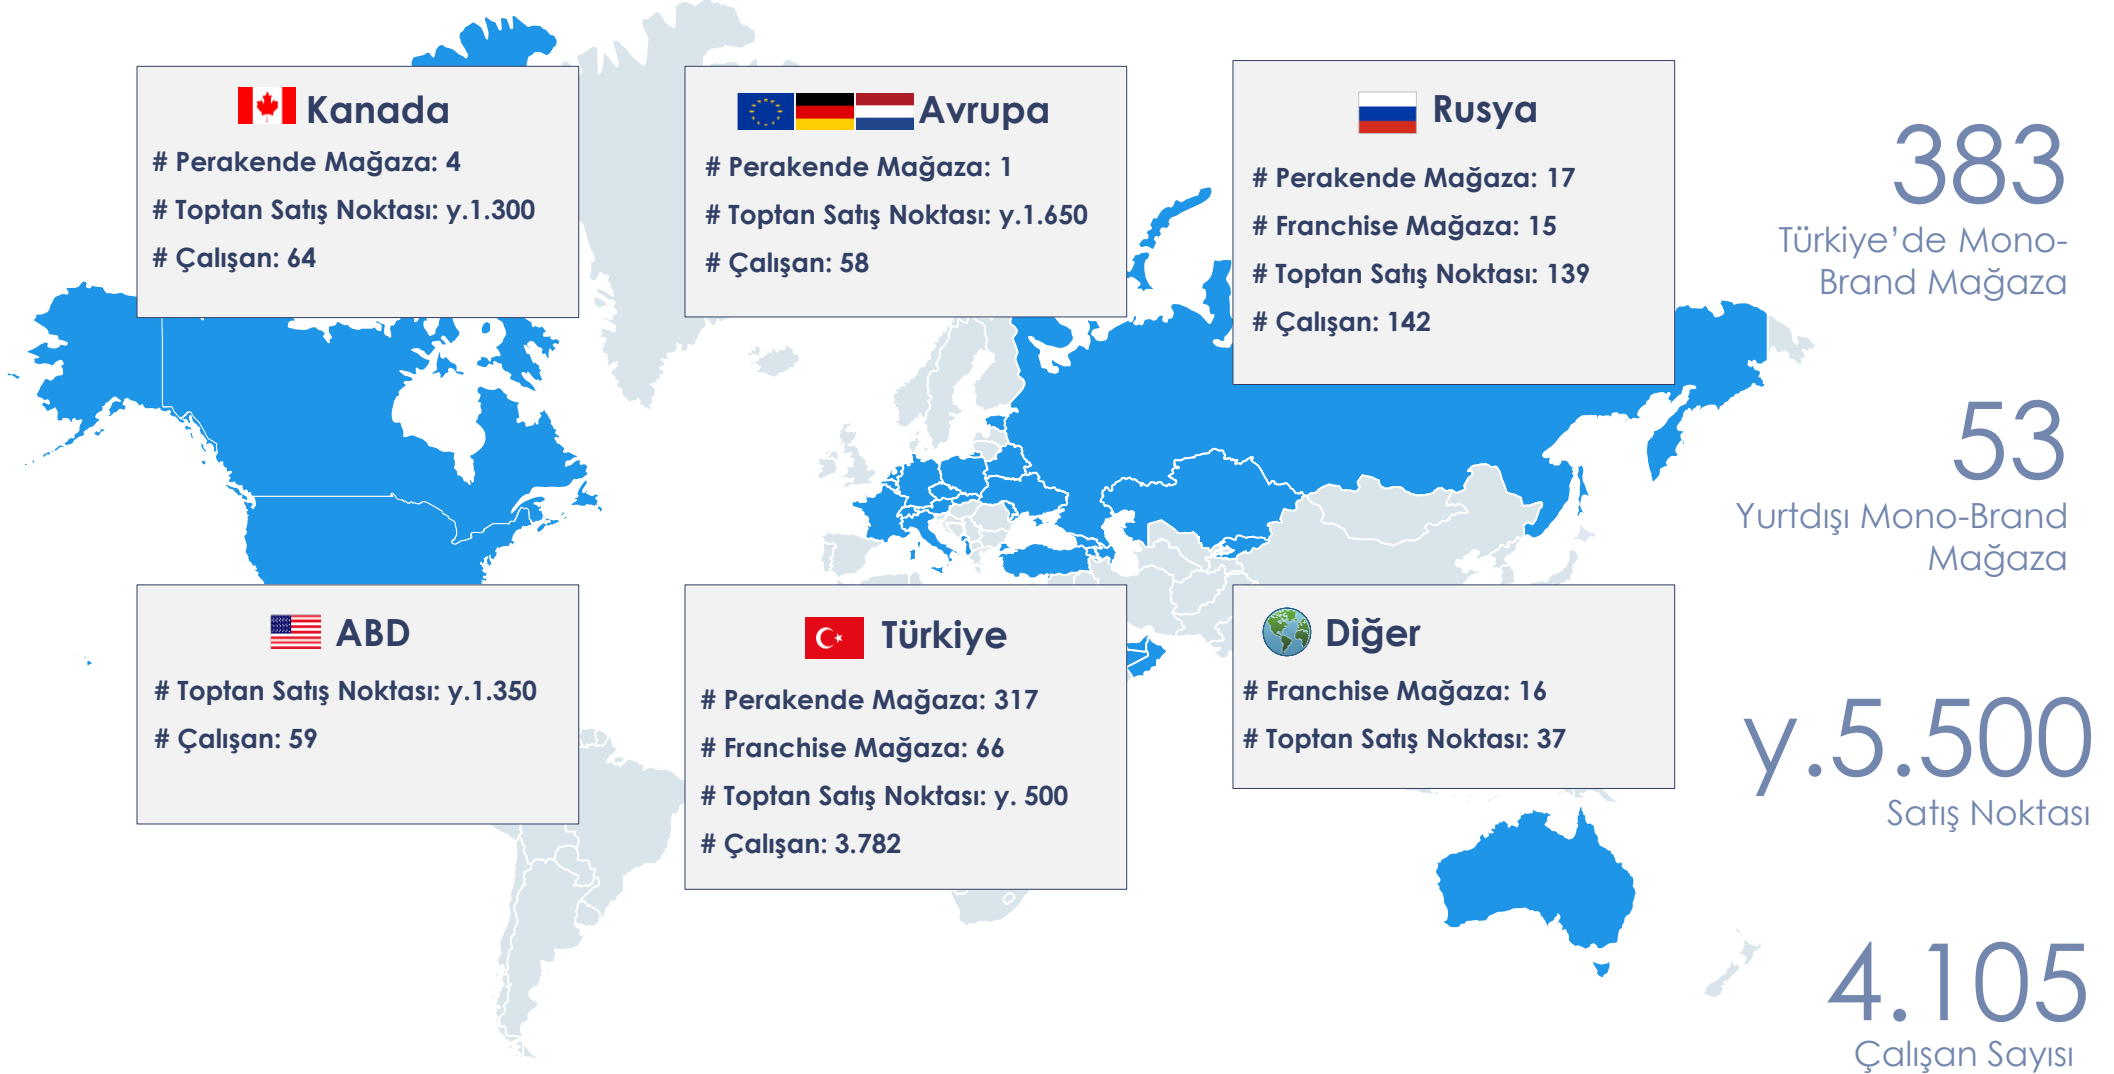 Kanada
# Perakende Mağaza: 4
# Toptan Satış Noktası: y.1.300
# Çalışan: 64
Avrupa
# Perakende Mağaza: 1
# Toptan Satış Noktası: y.1.650
# Çalışan: 58
Rusya
# Perakende Mağaza: 17
# Franchise Mağaza: 15
# Toptan Satış Noktası: 139
# Çalışan: 142
ABD
# Toptan Satış Noktası: y.1.350
# Çalışan: 59
Türkiye
# Perakende Mağaza: 317
# Franchise Mağaza: 66
# Toptan Satış Noktası: y. 500
# Çalışan: 3.782
Diğer
# Franchise Mağaza: 16
# Toptan Satış Noktası: 37
383
Türkiye’de Mono-
Brand Mağaza
53
Yurtdışı Mono-Brand
Mağaza
y.5.500
Satış Noktası
4.105
Çalışan Sayısı